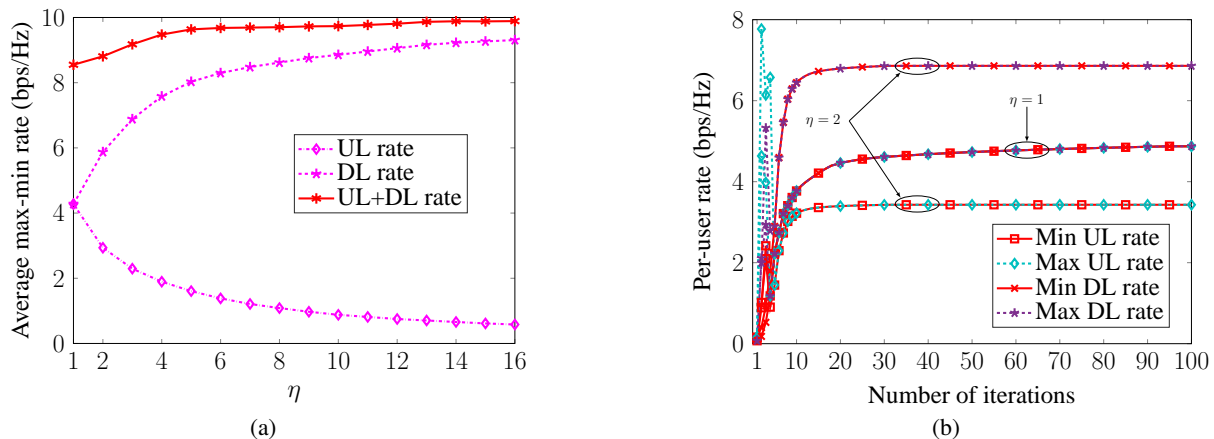 Average max-min rate (bps/Hz)
10
8
6
4
2
0
1 2 4 6 8 10 12 14 16
η
UL rate
DL rate
UL+DL rate
(a)
Per-user rate (bps/Hz)
8
6
4
2
0
1 10 20 30 40 50 60 70 80 90 100
Number of iterations
η = 2
η = 1
Min UL rate
Max UL rate
Min DL rate
Max DL rate
(b)